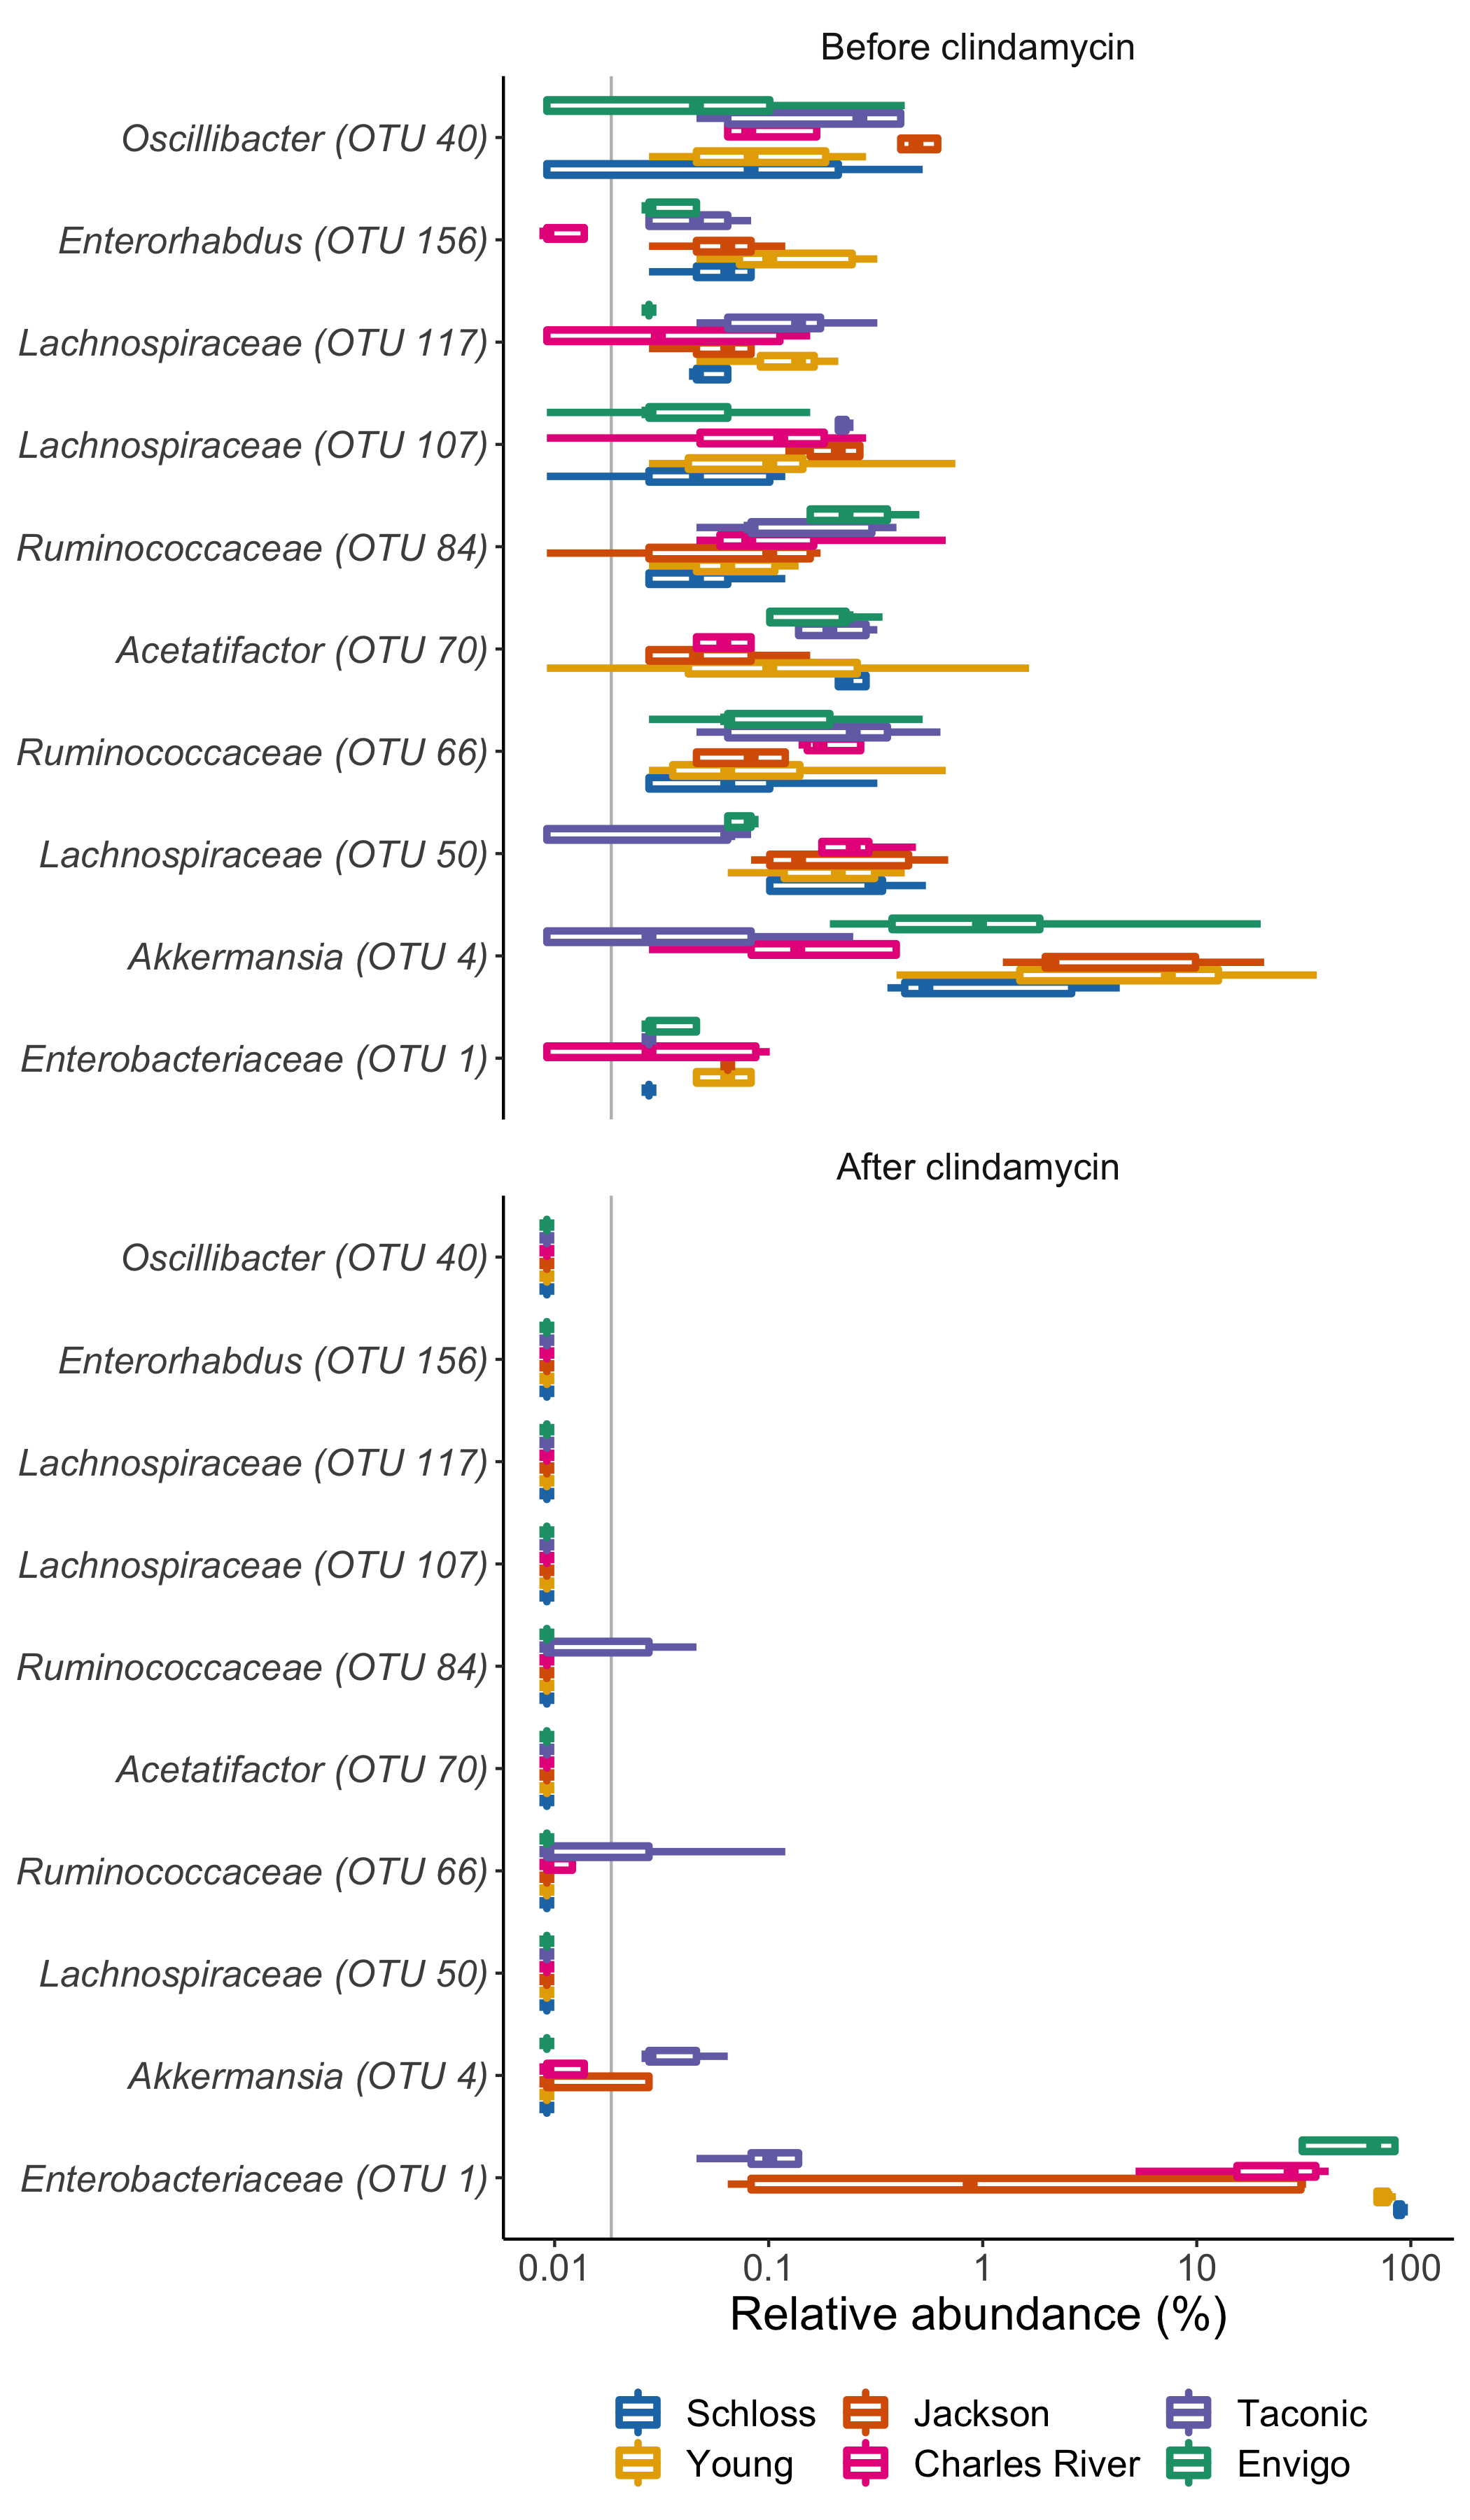 Before clindamycin
Oscillibacter (OTU 40)
Enterorhabdus (OTU 156)
Lachnospiraceae (OTU 117)
Lachnospiraceae (OTU 107)
Ruminococcaceae (OTU 84)
Acetatifactor (OTU 70)
Ruminococcaceae (OTU 66)
Lachnospiraceae (OTU 50)
Akkermansia (OTU 4)
Enterobacteriaceae (OTU 1)
After clindamycin
Oscillibacter (OTU 40)
Enterorhabdus (OTU 156)
Lachnospiraceae (OTU 117)
Lachnospiraceae (OTU 107)
Ruminococcaceae (OTU 84)
Acetatifactor (OTU 70)
Ruminococcaceae (OTU 66)
Lachnospiraceae (OTU 50)
Akkermansia (OTU 4)
Enterobacteriaceae (OTU 1)
0.01 0.1 1 10 100
Relative abundance (%)
Schloss Jackson Taconic
Young Charles River Envigo